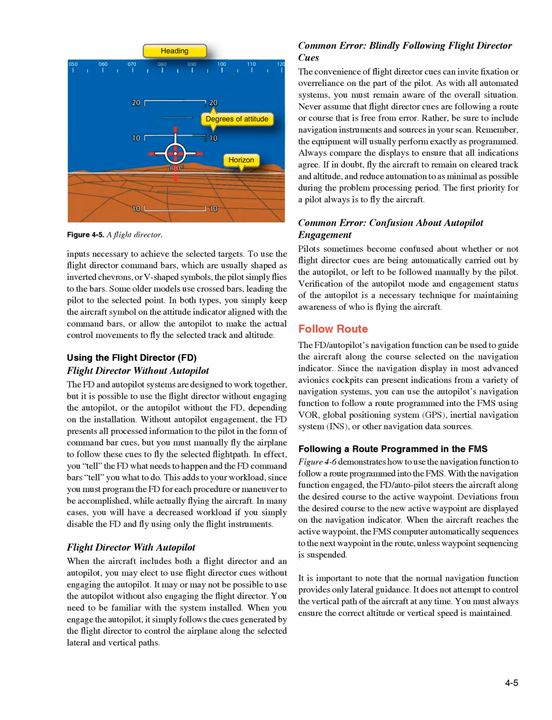 Heading
050 060 070 080 090 100 110 120
20 20
Degrees of attitude
10 10
Horizon
10 10
Figure 4-5. A flight director.
inputs necessary to achieve the selected targets. To use the
flight director command bars, which are usually shaped as
inverted chevrons, or V-shaped symbols, the pilot simply flies
to the bars. Some older models use crossed bars, leading the
pilot to the selected point. In both types, you simply keep
the aircraft symbol on the attitude indicator aligned with the
command bars, or allow the autopilot to make the actual
control movements to fly the selected track and altitude.
Using the Flight Director (FD)
Flight Director Without Autopilot
The FD and autopilot systems are designed to work together,
but it is possible to use the flight director without engaging
the autopilot, or the autopilot without the FD, depending
on the installation. Without autopilot engagement, the FD
presents all processed information to the pilot in the form of
command bar cues, but you must manually fly the airplane
to follow these cues to fly the selected flightpath. In effect,
you “tell” the FD what needs to happen and the FD command
bars “tell” you what to do. This adds to your workload, since
you must program the FD for each procedure or maneuver to
be accomplished, while actually flying the aircraft. In many
cases, you will have a decreased workload if you simply
disable the FD and fly using only the flight instruments.
Flight Director With Autopilot
When the aircraft includes both a flight director and an
autopilot, you may elect to use flight director cues without
engaging the autopilot. It may or may not be possible to use
the autopilot without also engaging the flight director. You
need to be familiar with the system installed. When you
engage the autopilot, it simply follows the cues generated by
the flight director to control the airplane along the selected
lateral and vertical paths.
Common Error: Blindly Following Flight Director
Cues
The convenience of flight director cues can invite fixation or
overreliance on the part of the pilot. As with all automated
systems, you must remain aware of the overall situation.
Never assume that flight director cues are following a route
or course that is free from error. Rather, be sure to include
navigation instruments and sources in your scan. Remember,
the equipment will usually perform exactly as programmed.
Always compare the displays to ensure that all indications
agree. If in doubt, fly the aircraft to remain on cleared track
and altitude, and reduce automation to as minimal as possible
during the problem processing period. The first priority for
a pilot always is to fly the aircraft.
Common Error: Confusion About Autopilot
Engagement
Pilots sometimes become confused about whether or not
flight director cues are being automatically carried out by
the autopilot, or left to be followed manually by the pilot.
Verification of the autopilot mode and engagement status
of the autopilot is a necessary technique for maintaining
awareness of who is flying the aircraft.
Follow Route
The FD/autopilot’s navigation function can be used to guide
the aircraft along the course selected on the navigation
indicator. Since the navigation display in most advanced
avionics cockpits can present indications from a variety of
navigation systems, you can use the autopilot’s navigation
function to follow a route programmed into the FMS using
VOR, global positioning system (GPS), inertial navigation
system (INS), or other navigation data sources.
Following a Route Programmed in the FMS
Figure 4-6 demonstrates how to use the navigation function to
follow a route programmed into the FMS. With the navigation
function engaged, the FD/auto-pilot steers the aircraft along
the desired course to the active waypoint. Deviations from
the desired course to the new active waypoint are displayed
on the navigation indicator. When the aircraft reaches the
active waypoint, the FMS computer automatically sequences
to the next waypoint in the route, unless waypoint sequencing
is suspended.
It is important to note that the normal navigation function
provides only lateral guidance. It does not attempt to control
the vertical path of the aircraft at any time. You must always
ensure the correct altitude or vertical speed is maintained.
4-5